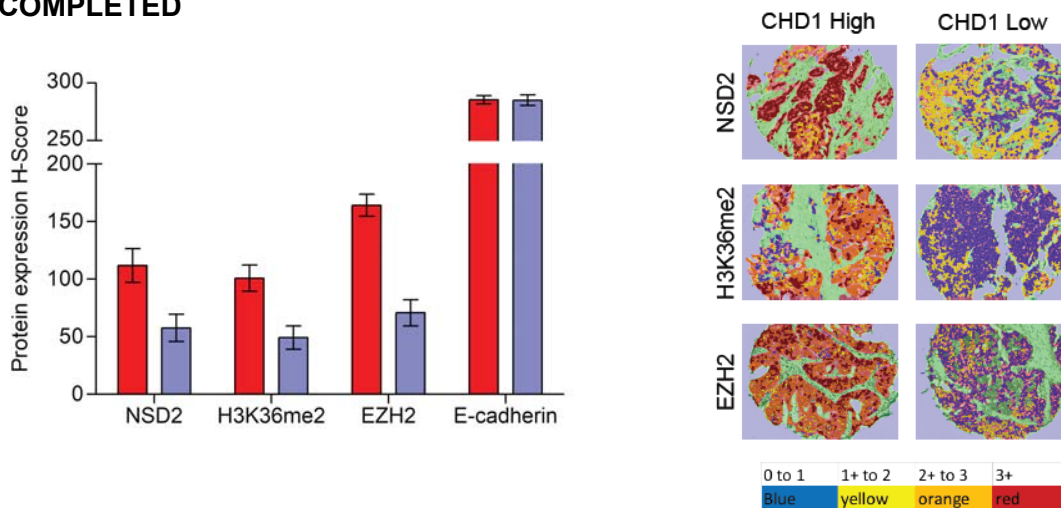 COMPLETED
Protein expression H-Score
300
250
200
150
100
50
0
NSD2 H3K36me2 EZH2 E-cadherin
CHD1 High CHD1 Low
NSD2
H3K36me2
EZH2
0 to 1 1+ to 2 2+ to 3 3+
Blue yellow orange red